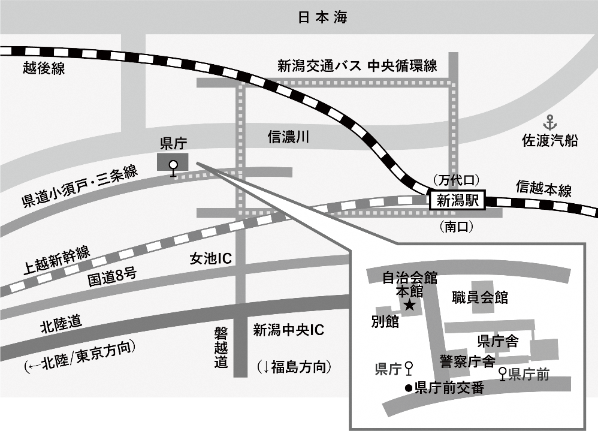 日本海
越後線
新潟交通バス 中央循環線
佐渡汽船
信濃川
県庁
県道小須戸・三条線
(万代口)
新潟駅
信越本線
(南口)
上越新幹線
女池IC
国道8号
北陸道
(←北陸/東京方向)
磐越道
新潟中央IC
(↓福島方向)
自治会館
本館
別館
職員会館
県庁舎
警察庁舎
県庁
県庁前
県庁前交番